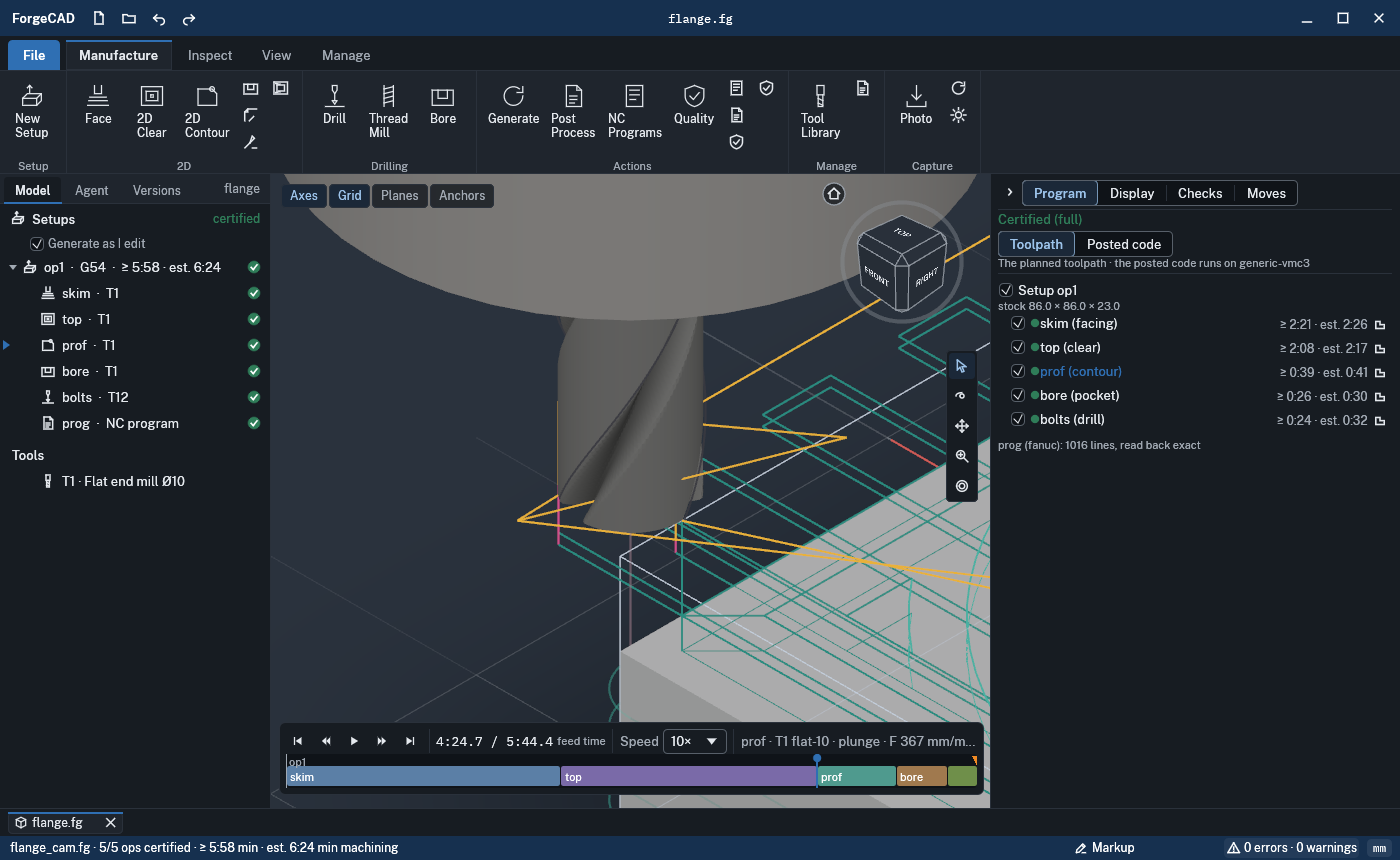 ForgeCAD
flange.fg
File
Manufacture
Inspect
View
Manage
New Setup
Face
2D Clear
2D Contour
Drill
Thread Mill
Bore
Generate
Post Process
NC Programs
Quality
Tool Library
Photo
Setup
2D
Drilling
Actions
Manage
Capture
Model
Agent
Versions
flange
Setups
certified
Generate as I edit
op1 · G54 · ≥ 5:58 · est. 6:24
skim · T1
top · T1
prof · T1
bore · T1
bolts · T12
prog · NC program
Tools
T1 · Flat end mill Ø10
Axes
Grid
Planes
Anchors
TOP
FRONT
RIGHT
4:24.7 / 5:44.4 feed time
Speed
10×
prof · T1 flat-10 · plunge · F 367 mm/m...
op1
skim
top
prof
bore
Program
Display
Checks
Moves
Certified (full)
Toolpath
Posted code
The planned toolpath · the posted code runs on generic-vmc3
Setup op1
stock 86.0 × 86.0 × 23.0
skim (facing) ≥ 2:21 · est. 2:26
top (clear) ≥ 2:08 · est. 2:17
prof (contour) ≥ 0:39 · est. 0:41
bore (pocket) ≥ 0:26 · est. 0:30
bolts (drill) ≥ 0:24 · est. 0:32
prog (fanuc): 1016 lines, read back exact
flange.fg
flange_cam.fg · 5/5 ops certified · ≥ 5:58 min · est. 6:24 min machining
Markup
0 errors · 0 warnings
mm